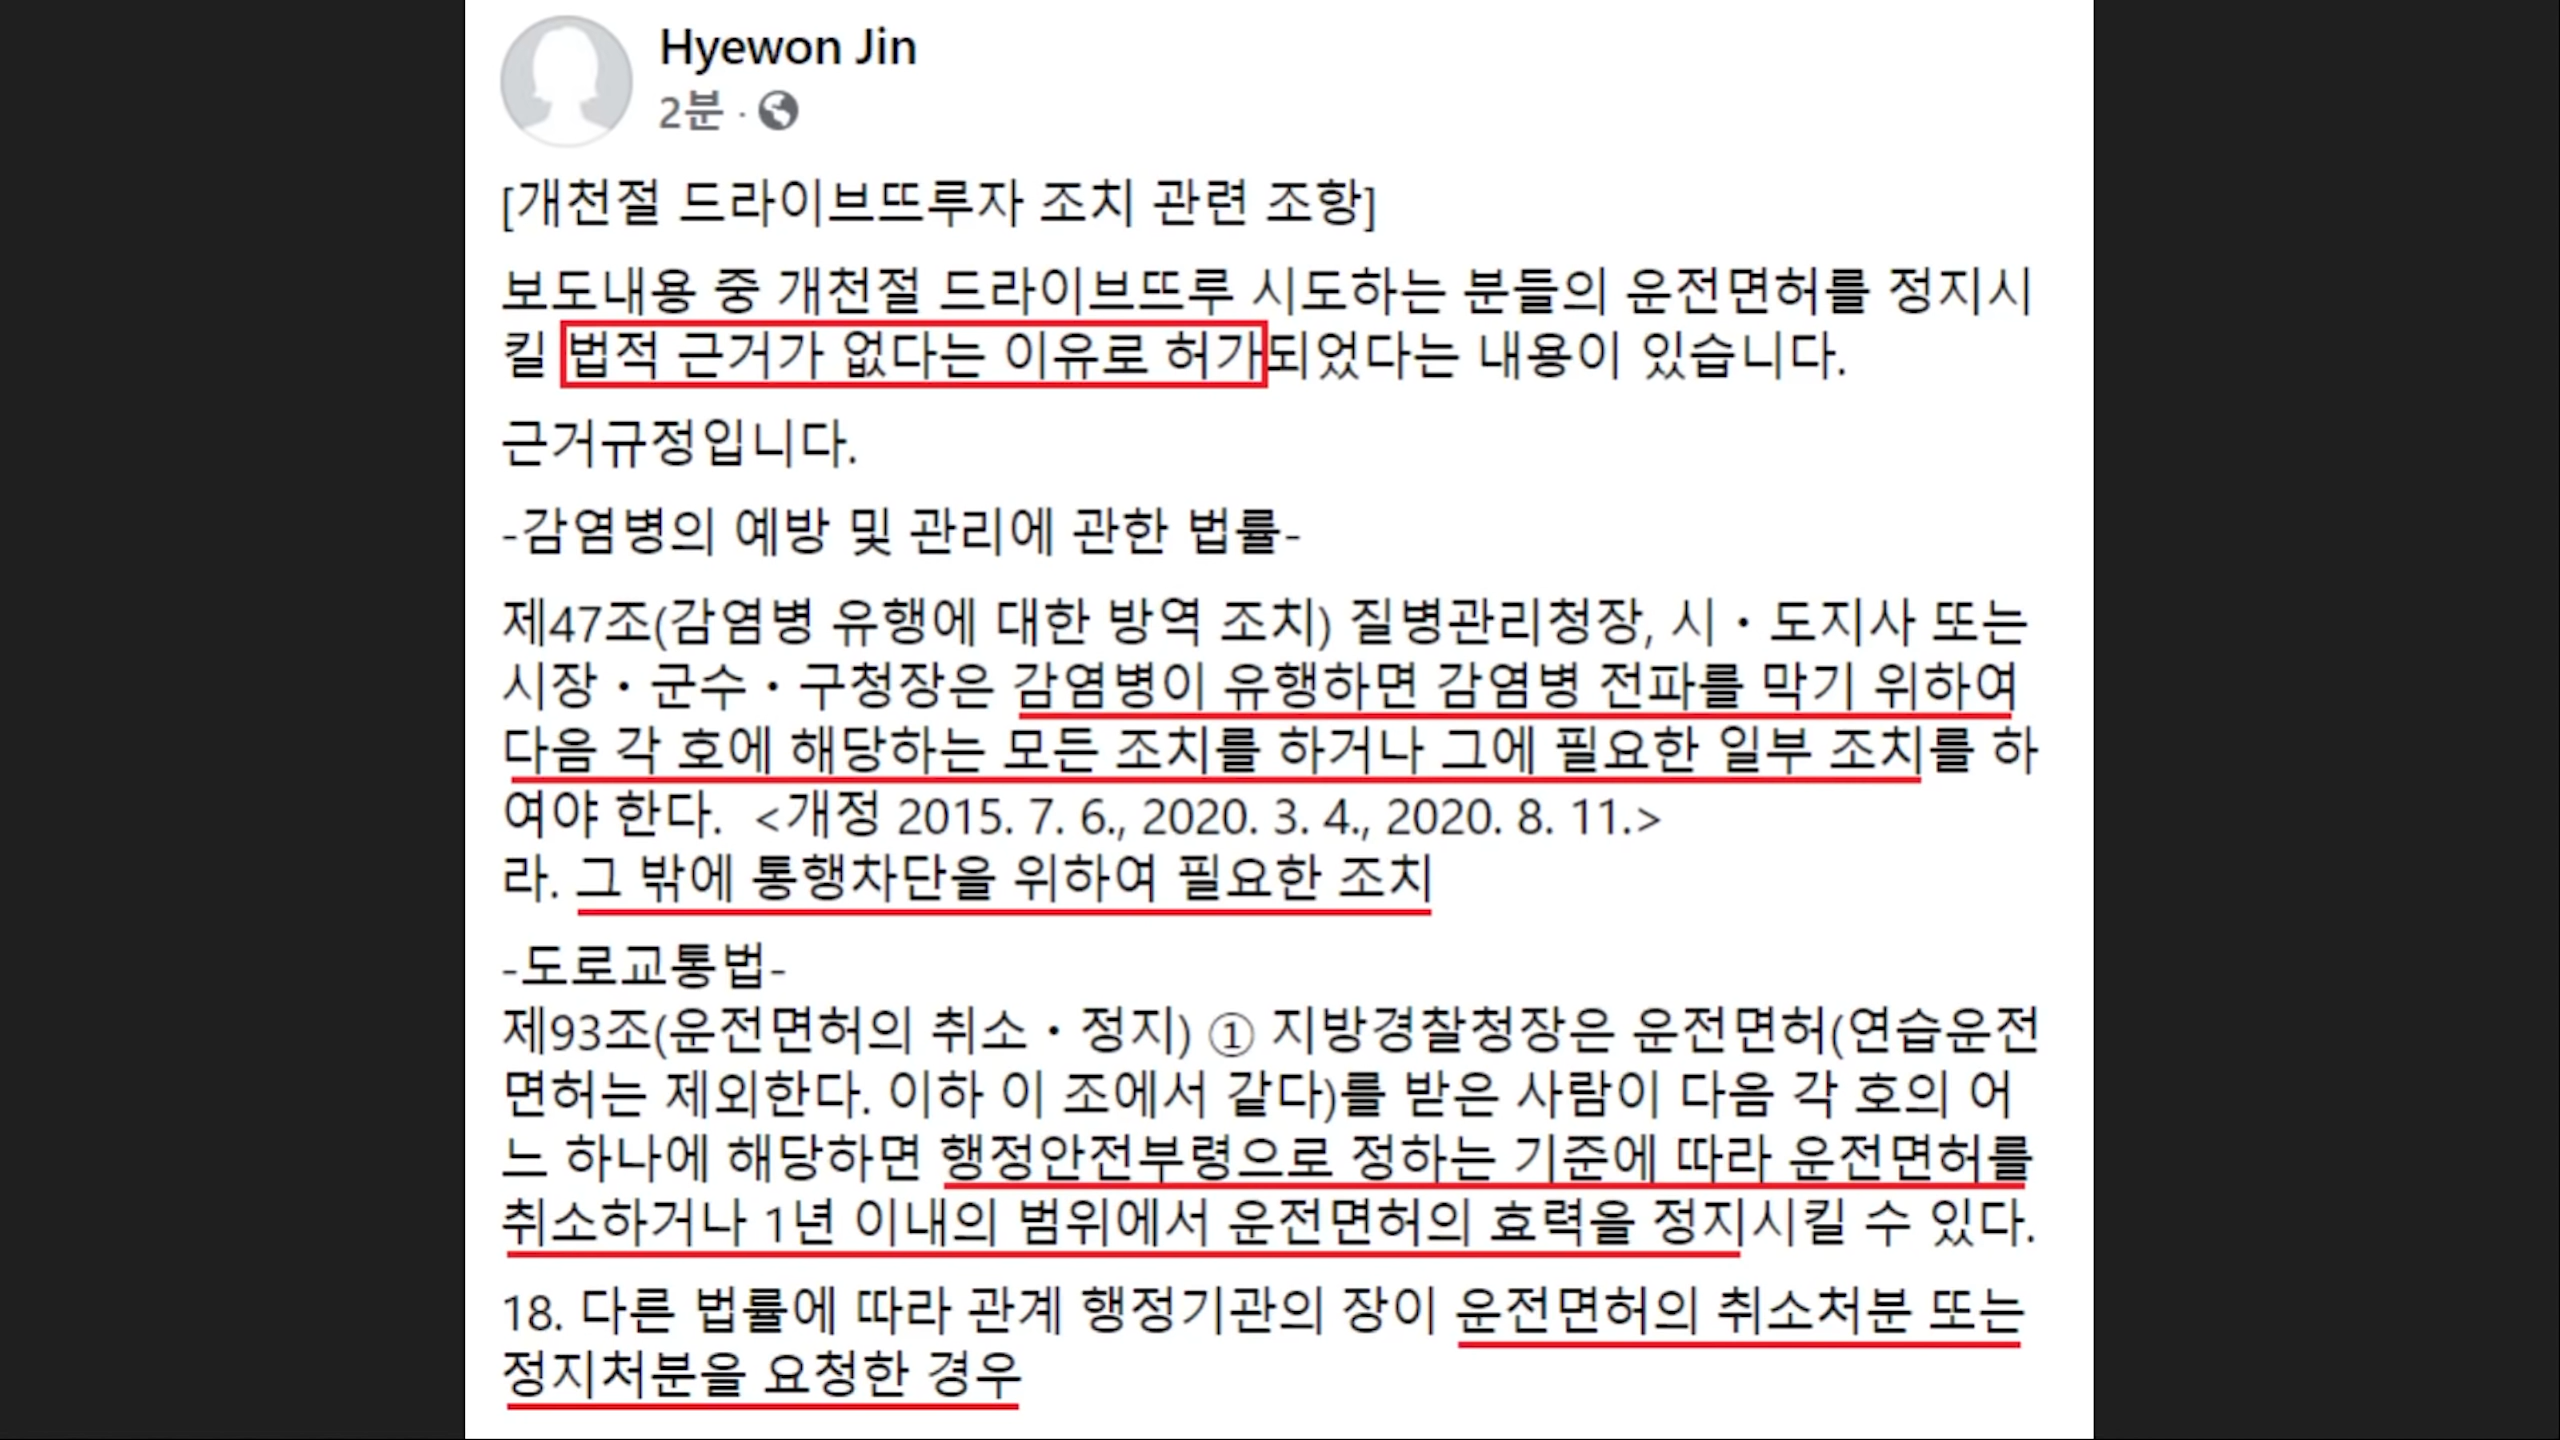 Hyewon Jin
2분 ·
[개천절 드라이브뜨루자 조치 관련 조항]
보도내용 중 개천절 드라이브뜨루 시도하는 분들의 운전면허를 정지시
킬 법적 근거가 없다는 이유로 허가되었다는 내용이 있습니다.
근거규정입니다.
-감염병의 예방 및 관리에 관한 법률-
제47조(감염병 유행에 대한 방역 조치) 질병관리청장, 시・도지사 또는
시장・군수・구청장은 감염병이 유행하면 감염병 전파를 막기 위하여
다음 각 호에 해당하는 모든 조치를 하거나 그에 필요한 일부 조치를 하
여야 한다.  <개정 2015. 7. 6., 2020. 3. 4., 2020. 8. 11.>
라. 그 밖에 통행차단을 위하여 필요한 조치
-도로교통법-
제93조(운전면허의 취소・정지) ① 지방경찰청장은 운전면허(연습운전
면허는 제외한다. 이하 이 조에서 같다)를 받은 사람이 다음 각 호의 어
느 하나에 해당하면 행정안전부령으로 정하는 기준에 따라 운전면허를
취소하거나 1년 이내의 범위에서 운전면허의 효력을 정지시킬 수 있다.
18. 다른 법률에 따라 관계 행정기관의 장이 운전면허의 취소처분 또는
정지처분을 요청한 경우